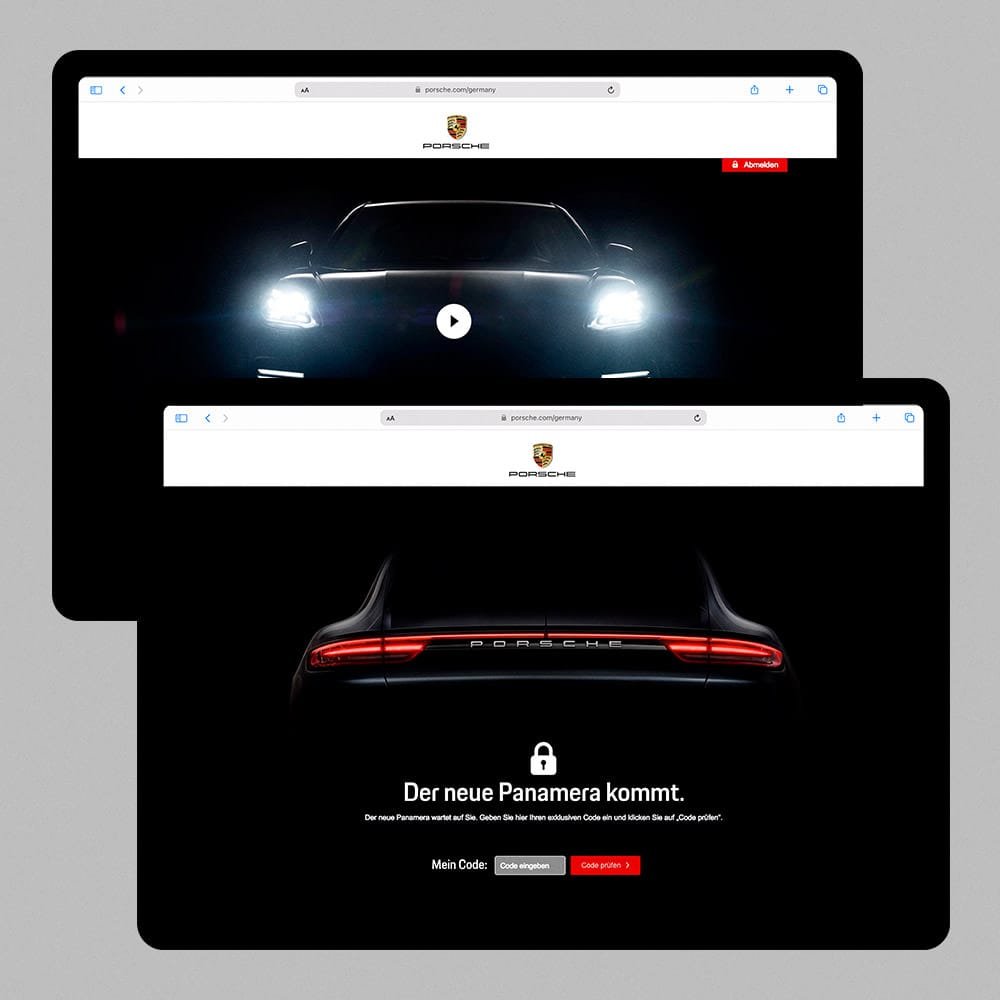 AA porsche.com/germany
PORSCHE
Abmelden
AA porsche.com/germany
PORSCHE
PORSCHE
Der neue Panamera kommt.
Der neue Panamera wartet auf Sie. Geben Sie hier Ihren exklusiven Code ein und klicken Sie auf „Code prüfen“.
Mein Code: Code eingeben Code prüfen